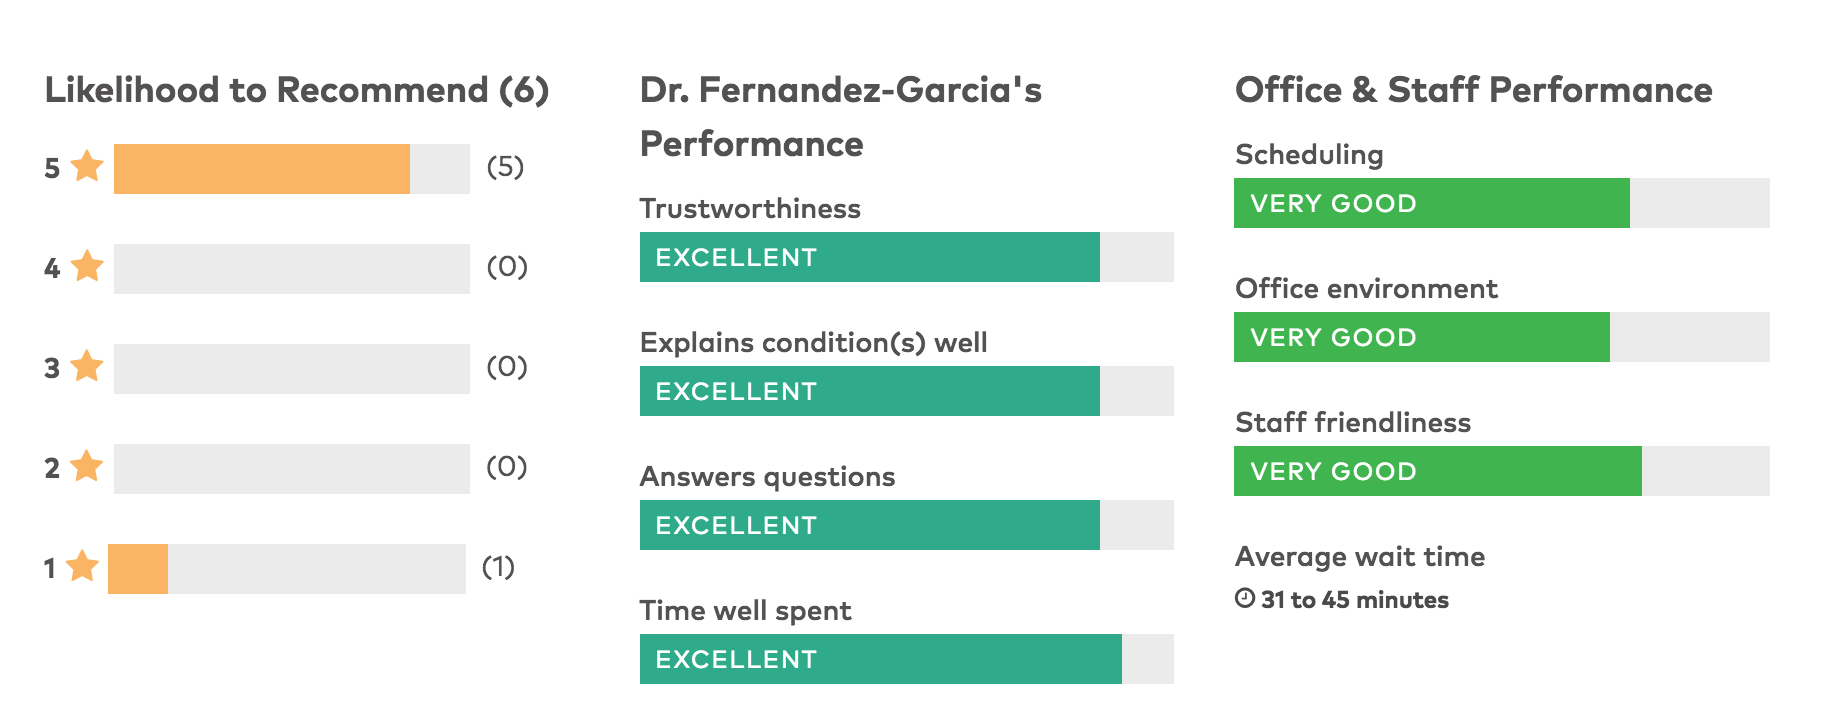 Likelihood to Recommend (6)
5 (5)
4 (0)
3 (0)
2 (0)
1 (1)
Dr. Fernandez-Garcia's
Performance
Trustworthiness
EXCELLENT
Explains condition(s) well
EXCELLENT
Answers questions
EXCELLENT
Time well spent
EXCELLENT
Office & Staff Performance
Scheduling
VERY GOOD
Office environment
VERY GOOD
Staff friendliness
VERY GOOD
Average wait time
31 to 45 minutes